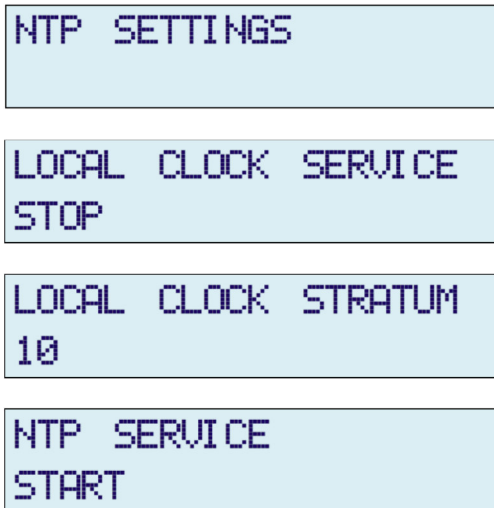 NTP SETTINGS
LOCAL CLOCK SERVICE
STOP
LOCAL CLOCK STRATUM
10
NTP SERVICE
START